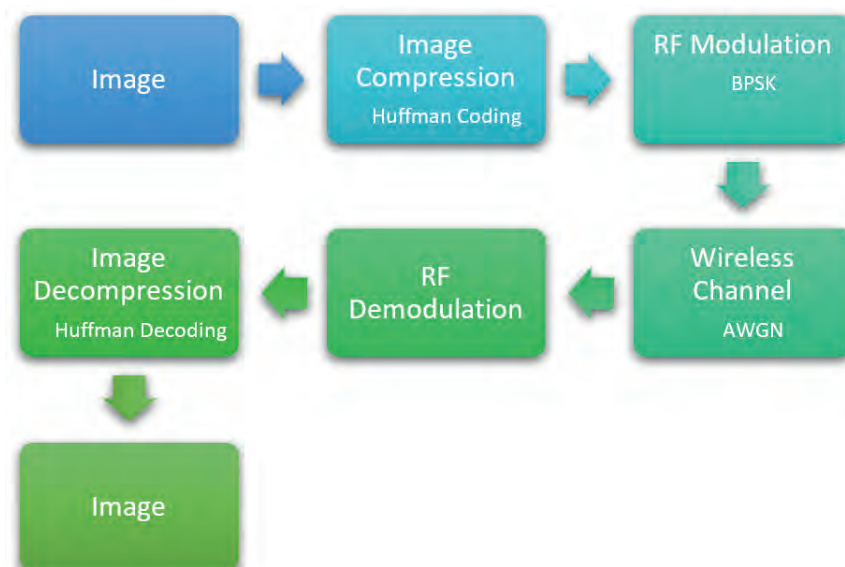 Image
Image
Compression
Huffman Coding
RF Modulation
BPSK
Wireless
Channel
AWGN
RF
Demodulation
Image
Decompression
Huffman Decoding
Image